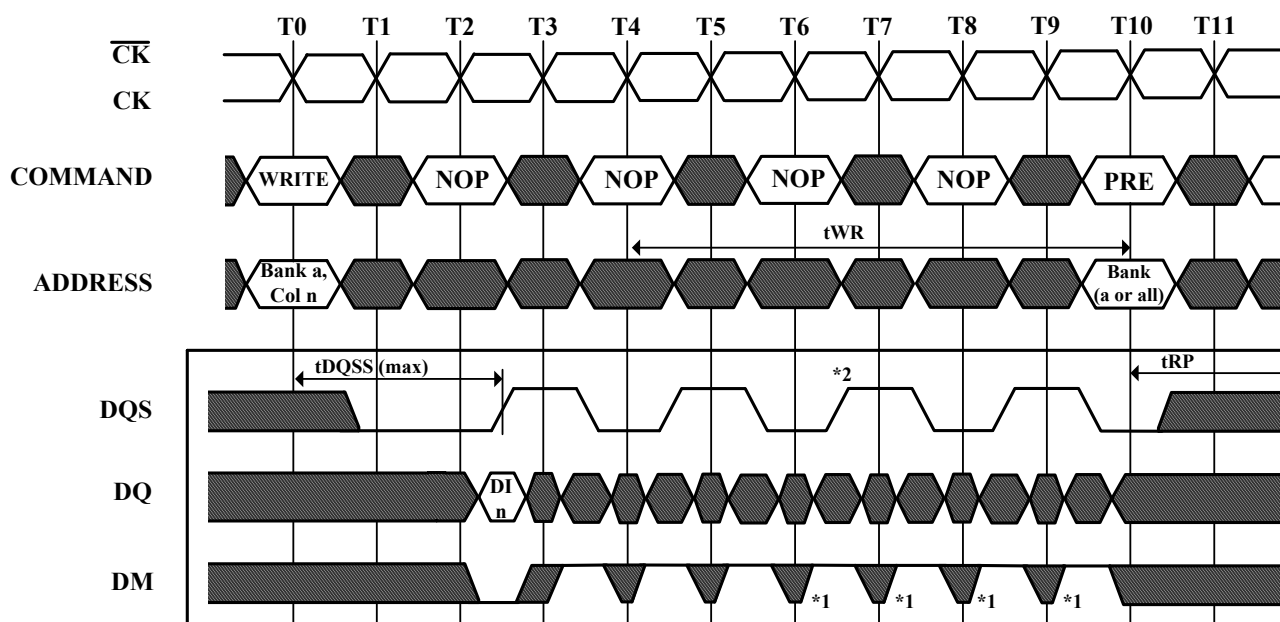 T0 T1 T2 T3 T4 T5 T6 T7 T8 T9 T10 T11
CK
CK
COMMAND WRITE NOP NOP NOP NOP PRE
tWR
ADDRESS Bank a, Col n Bank (a or all)
tDQSS (max) *2 tRP
DQS
DQ DI n
DM *1 *1 *1 *1